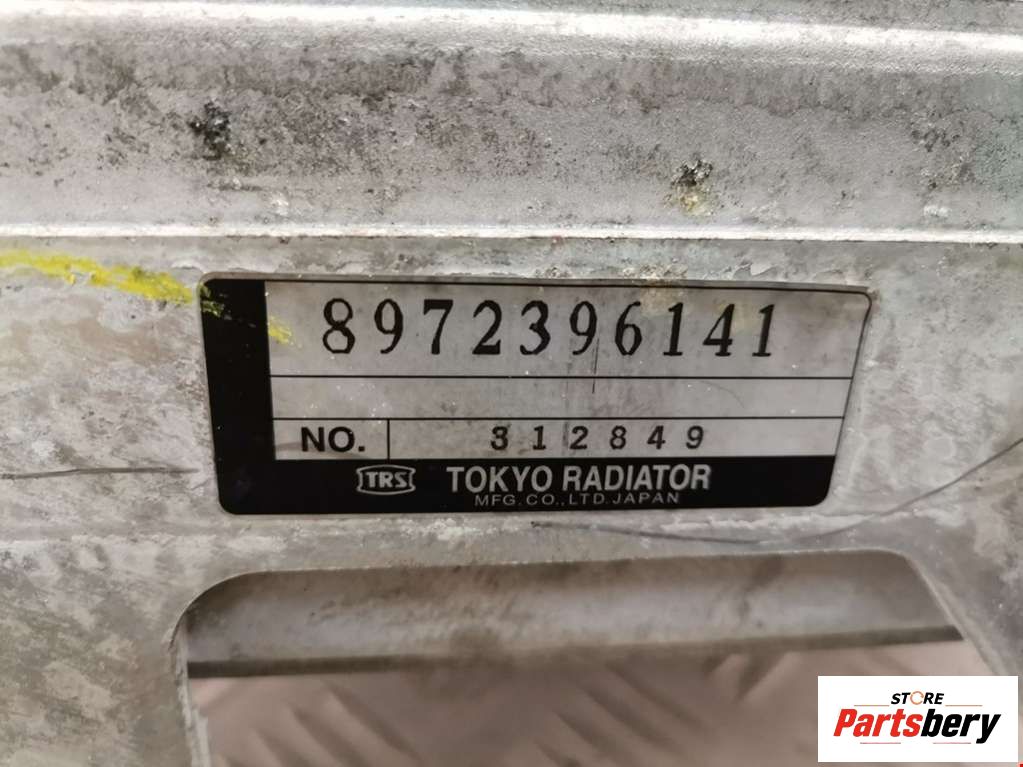 8972396141
NO. 312849
TRS TOKYO RADIATOR
MFG. CO., LTD. JAPAN
STORE
Partsbery